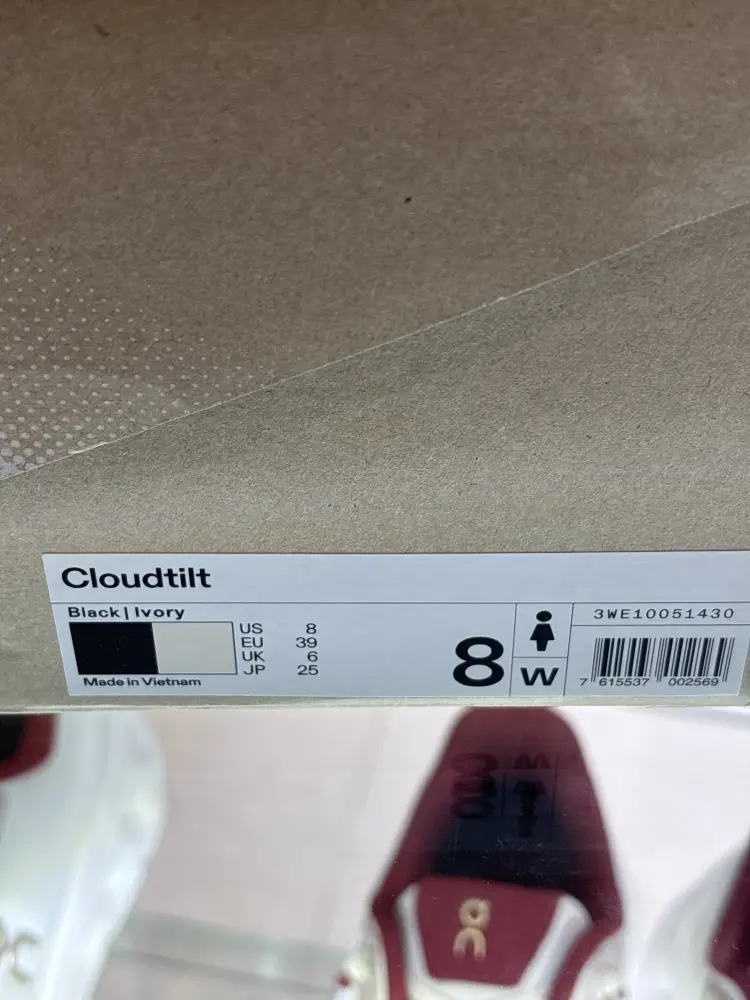 Cloudtilt
Black | Ivory
US 8
EU 39
UK 6
JP 25
Made in Vietnam
8
W
3WE10051430
7 615537 002569